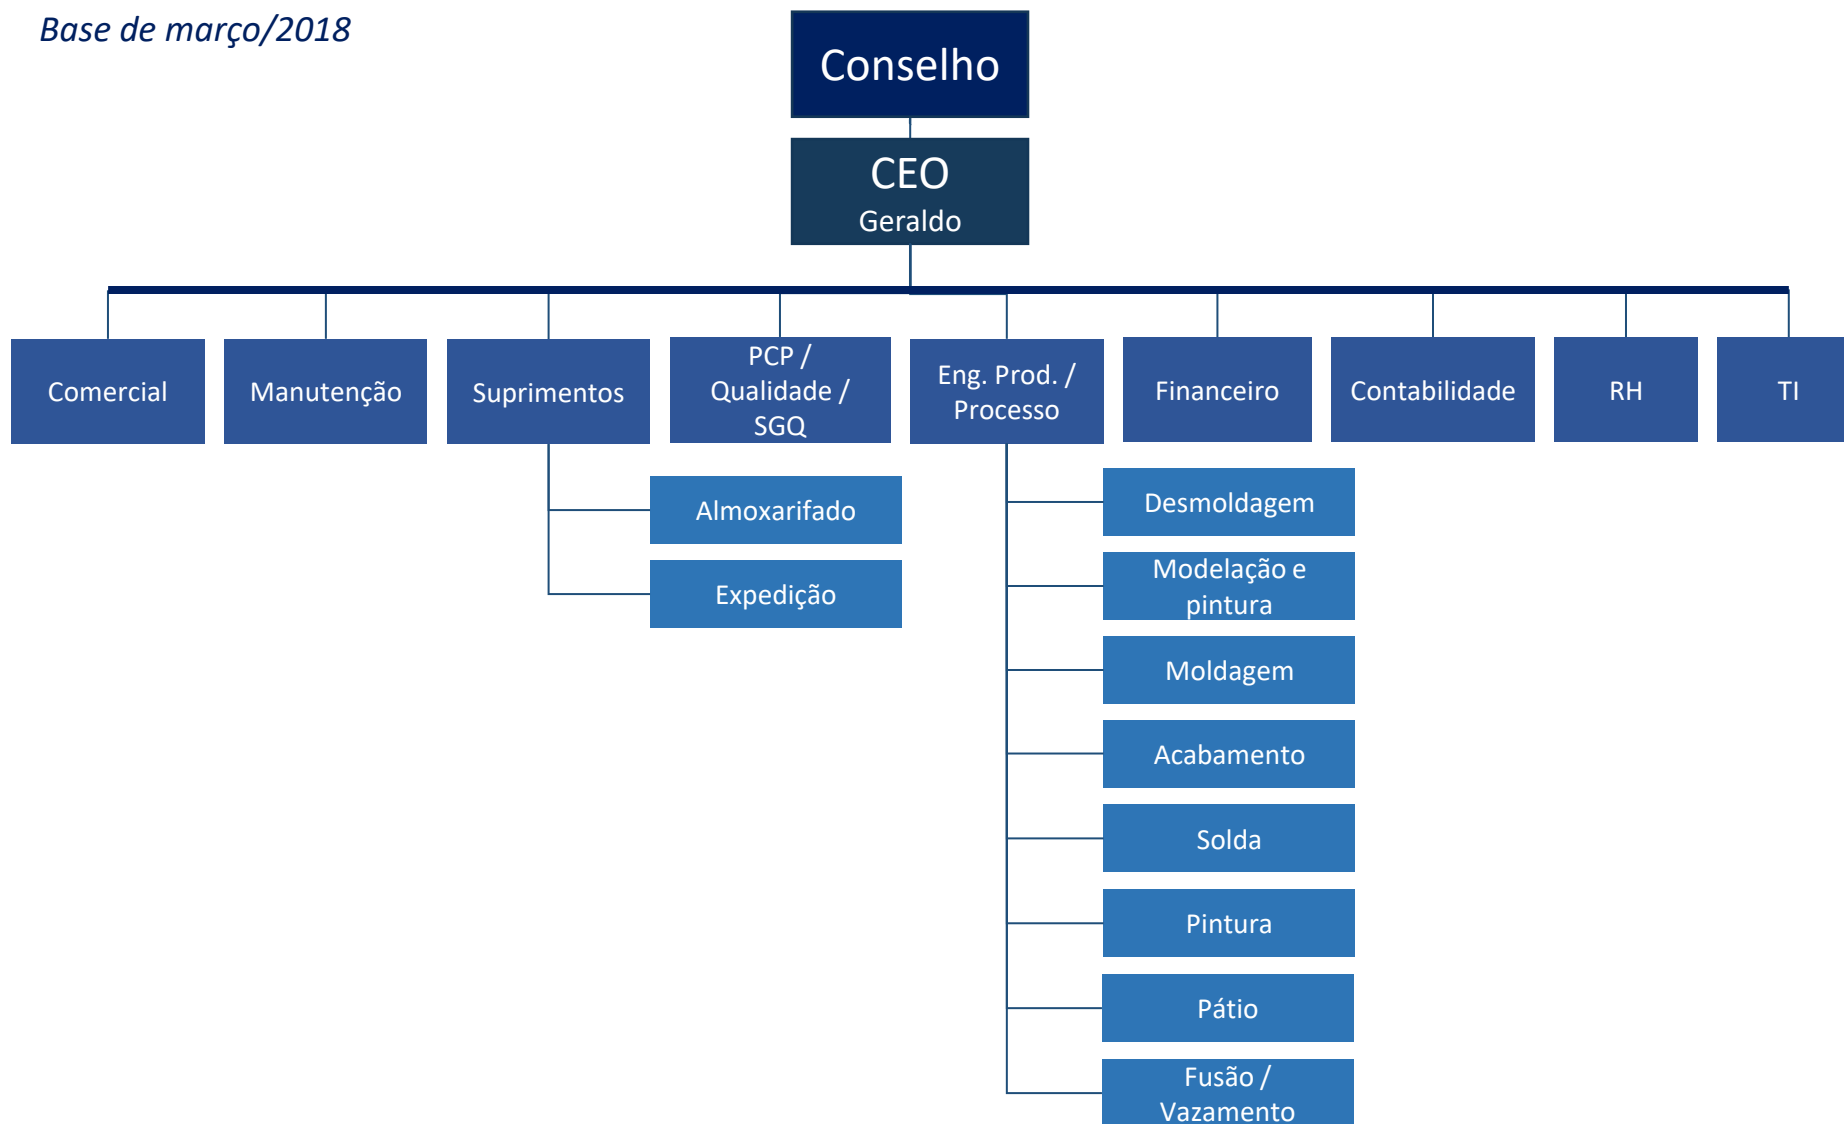 Base de março/2018
Conselho
CEO
Geraldo
Comercial
Manutenção
Suprimentos
PCP /
Qualidade /
SGQ
Eng. Prod. /
Processo
Financeiro
Contabilidade
RH
TI
Almoxarifado
Expedição
Desmoldagem
Modelação e
pintura
Moldagem
Acabamento
Solda
Pintura
Pátio
Fusão /
Vazamento